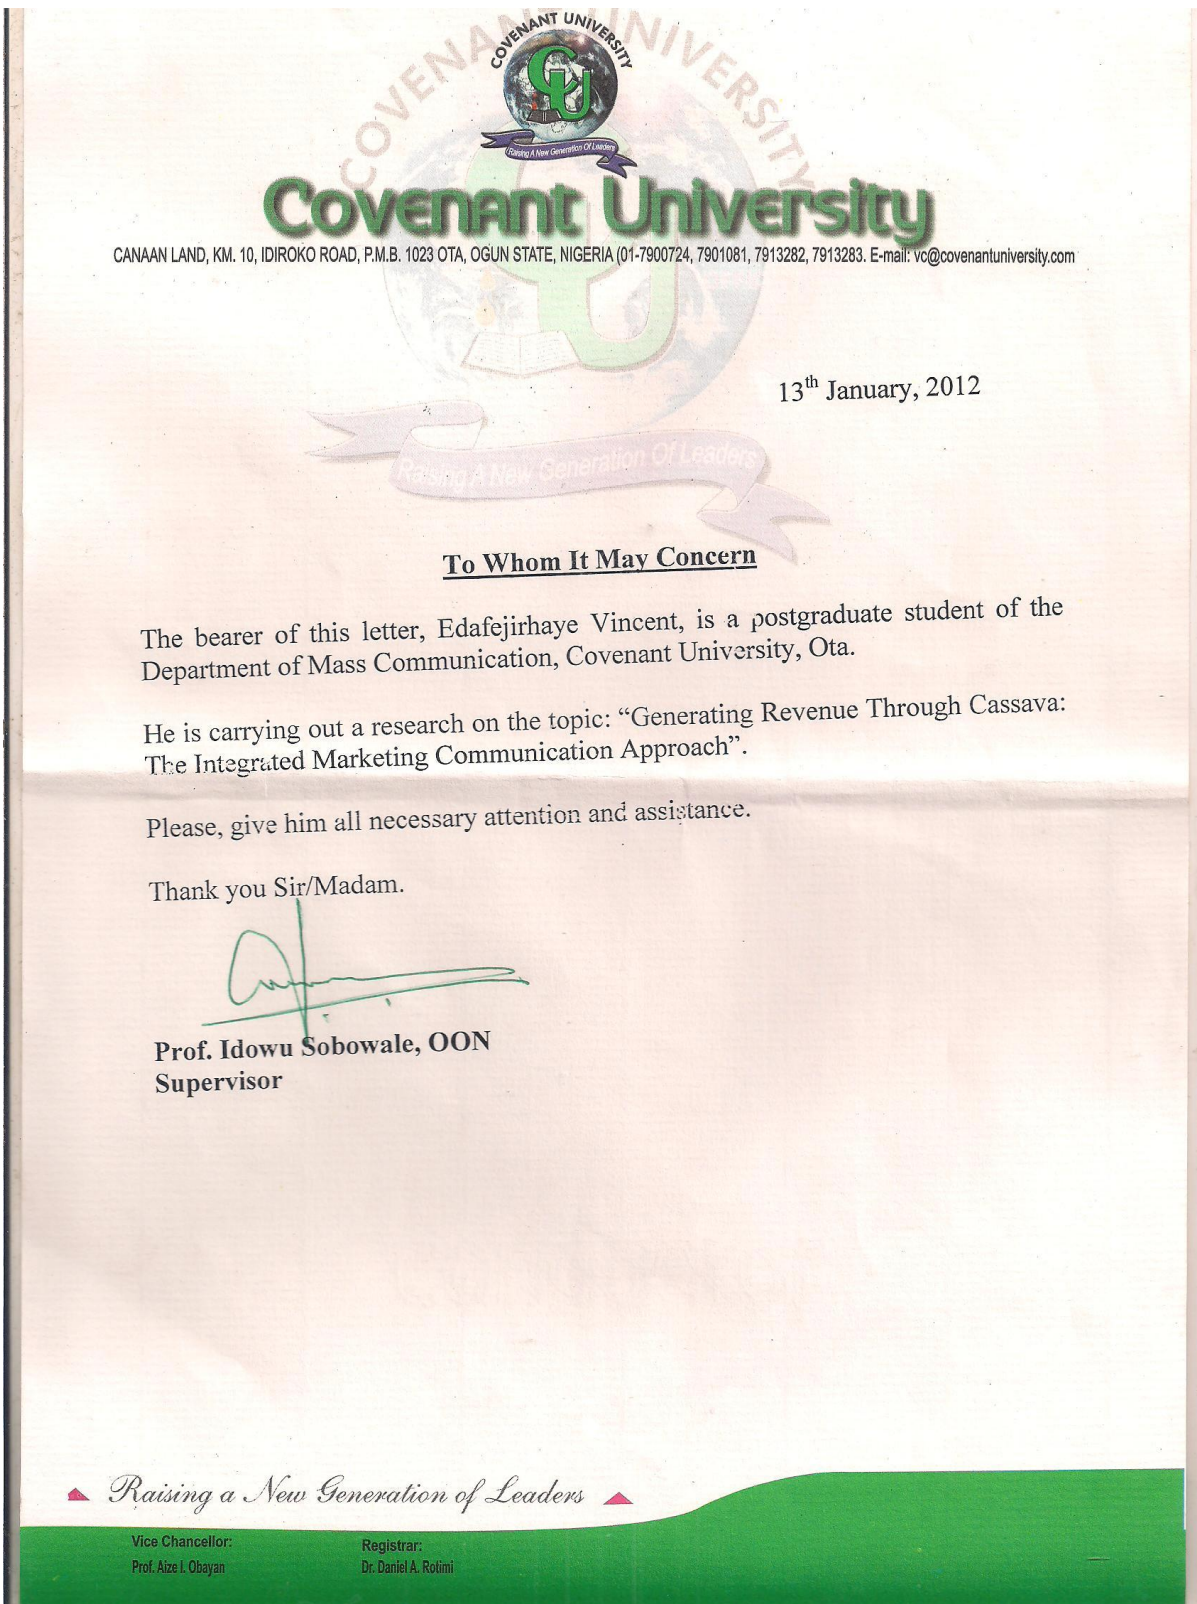 COVENANT UNIVERSITY
COVENANT UNIVERSITY
CU
Raising A New Generation Of Leaders
Covenant University
CANAAN LAND, KM. 10, IDIROKO ROAD, P.M.B. 1023 OTA, OGUN STATE, NIGERIA (01-7900724, 7901081, 7913282, 7913283. E-mail: vc@covenantuniversity.com
13th January, 2012
Raising A New Generation Of Leaders
To Whom It May Concern
The bearer of this letter, Edafejirhaye Vincent, is a postgraduate student of the
Department of Mass Communication, Covenant University, Ota.
He is carrying out a research on the topic: “Generating Revenue Through Cassava:
The Integrated Marketing Communication Approach”.
Please, give him all necessary attention and assistance.
Thank you Sir/Madam.
Prof. Idowu Sobowale, OON
Supervisor
Raising a New Generation of Leaders
Vice Chancellor: Registrar:
Prof. Aize I. Obayan Dr. Daniel A. Rotimi